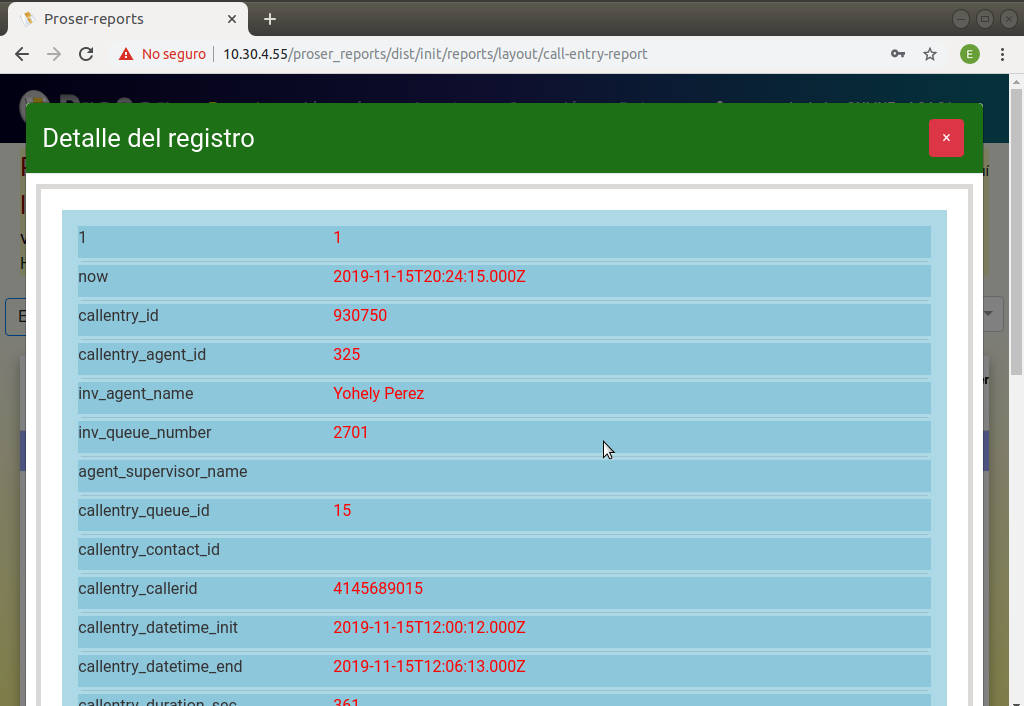 Proser-reports
No seguro
10.30.4.55/proser_reports/dist/init/reports/layout/call-entry-report
E
Detalle del registro
×
1 1
now 2019-11-15T20:24:15.000Z
callentry_id 930750
callentry_agent_id 325
inv_agent_name Yohely Perez
inv_queue_number 2701
agent_supervisor_name
callentry_queue_id 15
callentry_contact_id
callentry_callerid 4145689015
callentry_datetime_init 2019-11-15T12:00:12.000Z
callentry_datetime_end 2019-11-15T12:06:13.000Z
callentry_duration_sec 361